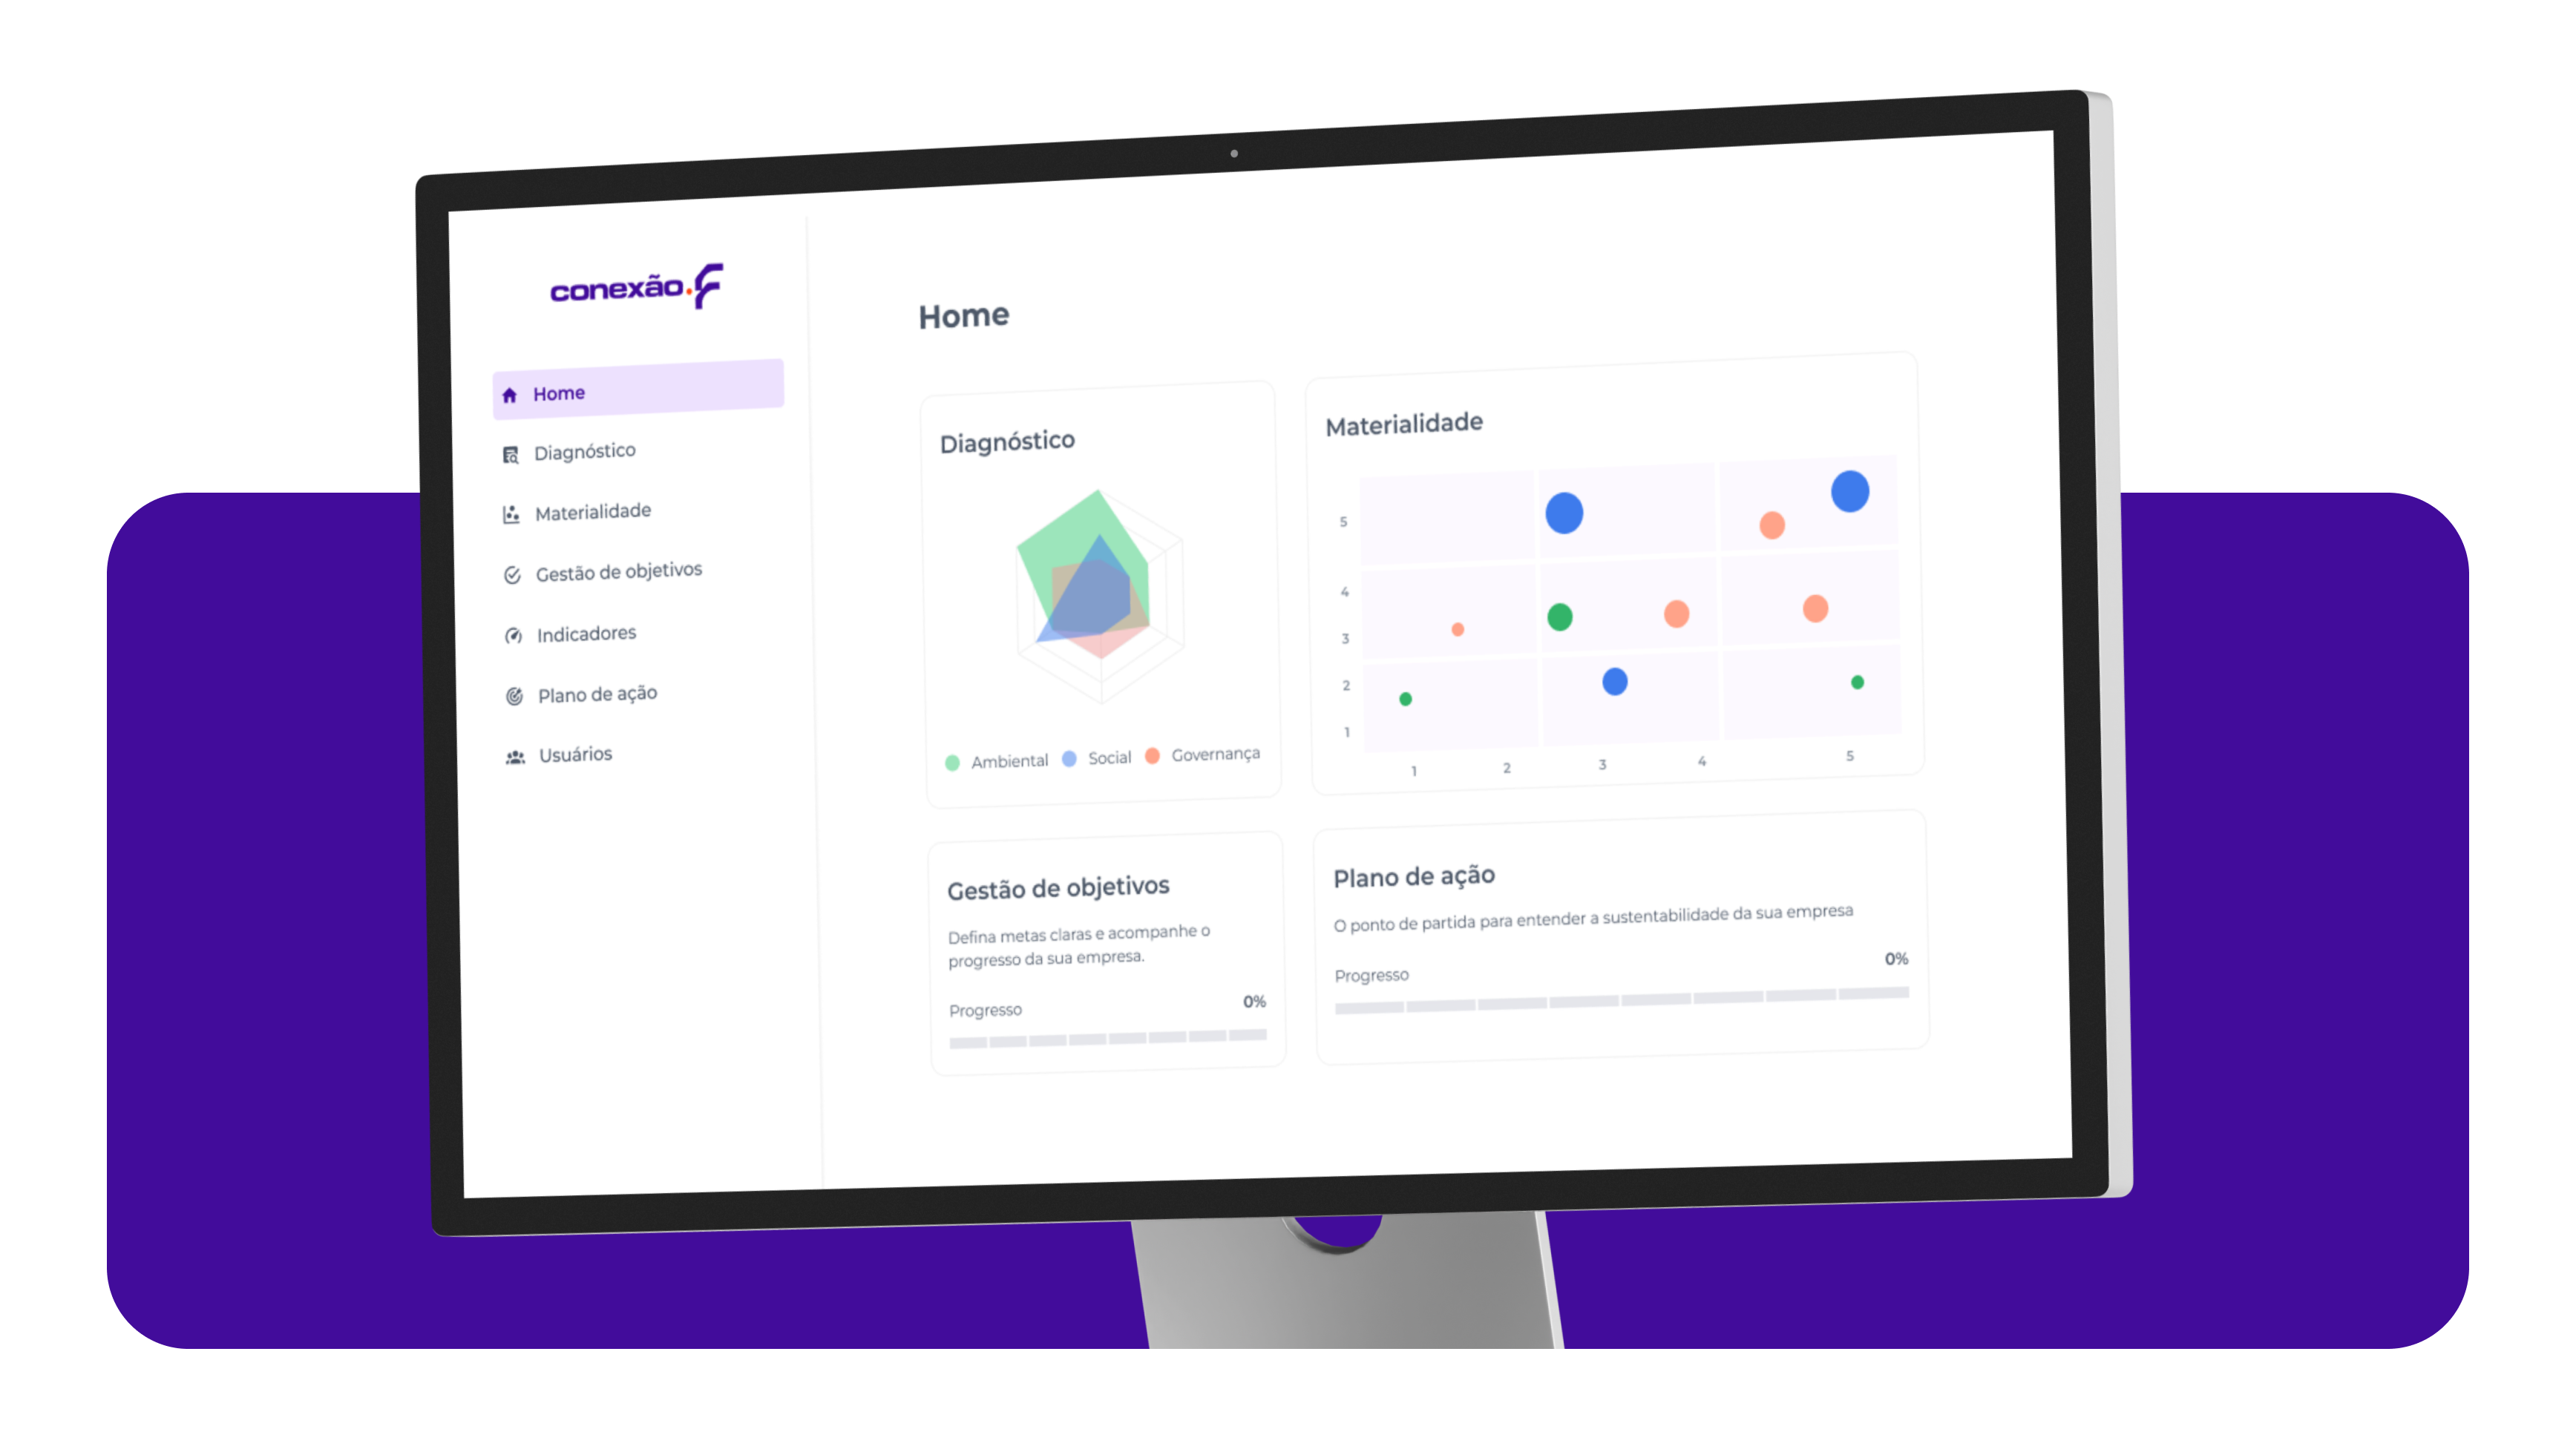 conexão.F
Home
Diagnóstico
Materialidade
Gestão de objetivos
Indicadores
Plano de ação
Usuários
Home
Diagnóstico
Ambiental
Social
Governança
Materialidade
5
4
3
2
1
1
2
3
4
5
Gestão de objetivos
Defina metas claras e acompanhe o
progresso da sua empresa.
Progresso
0%
Plano de ação
O ponto de partida para entender a sustentabilidade da sua empresa
Progresso
0%